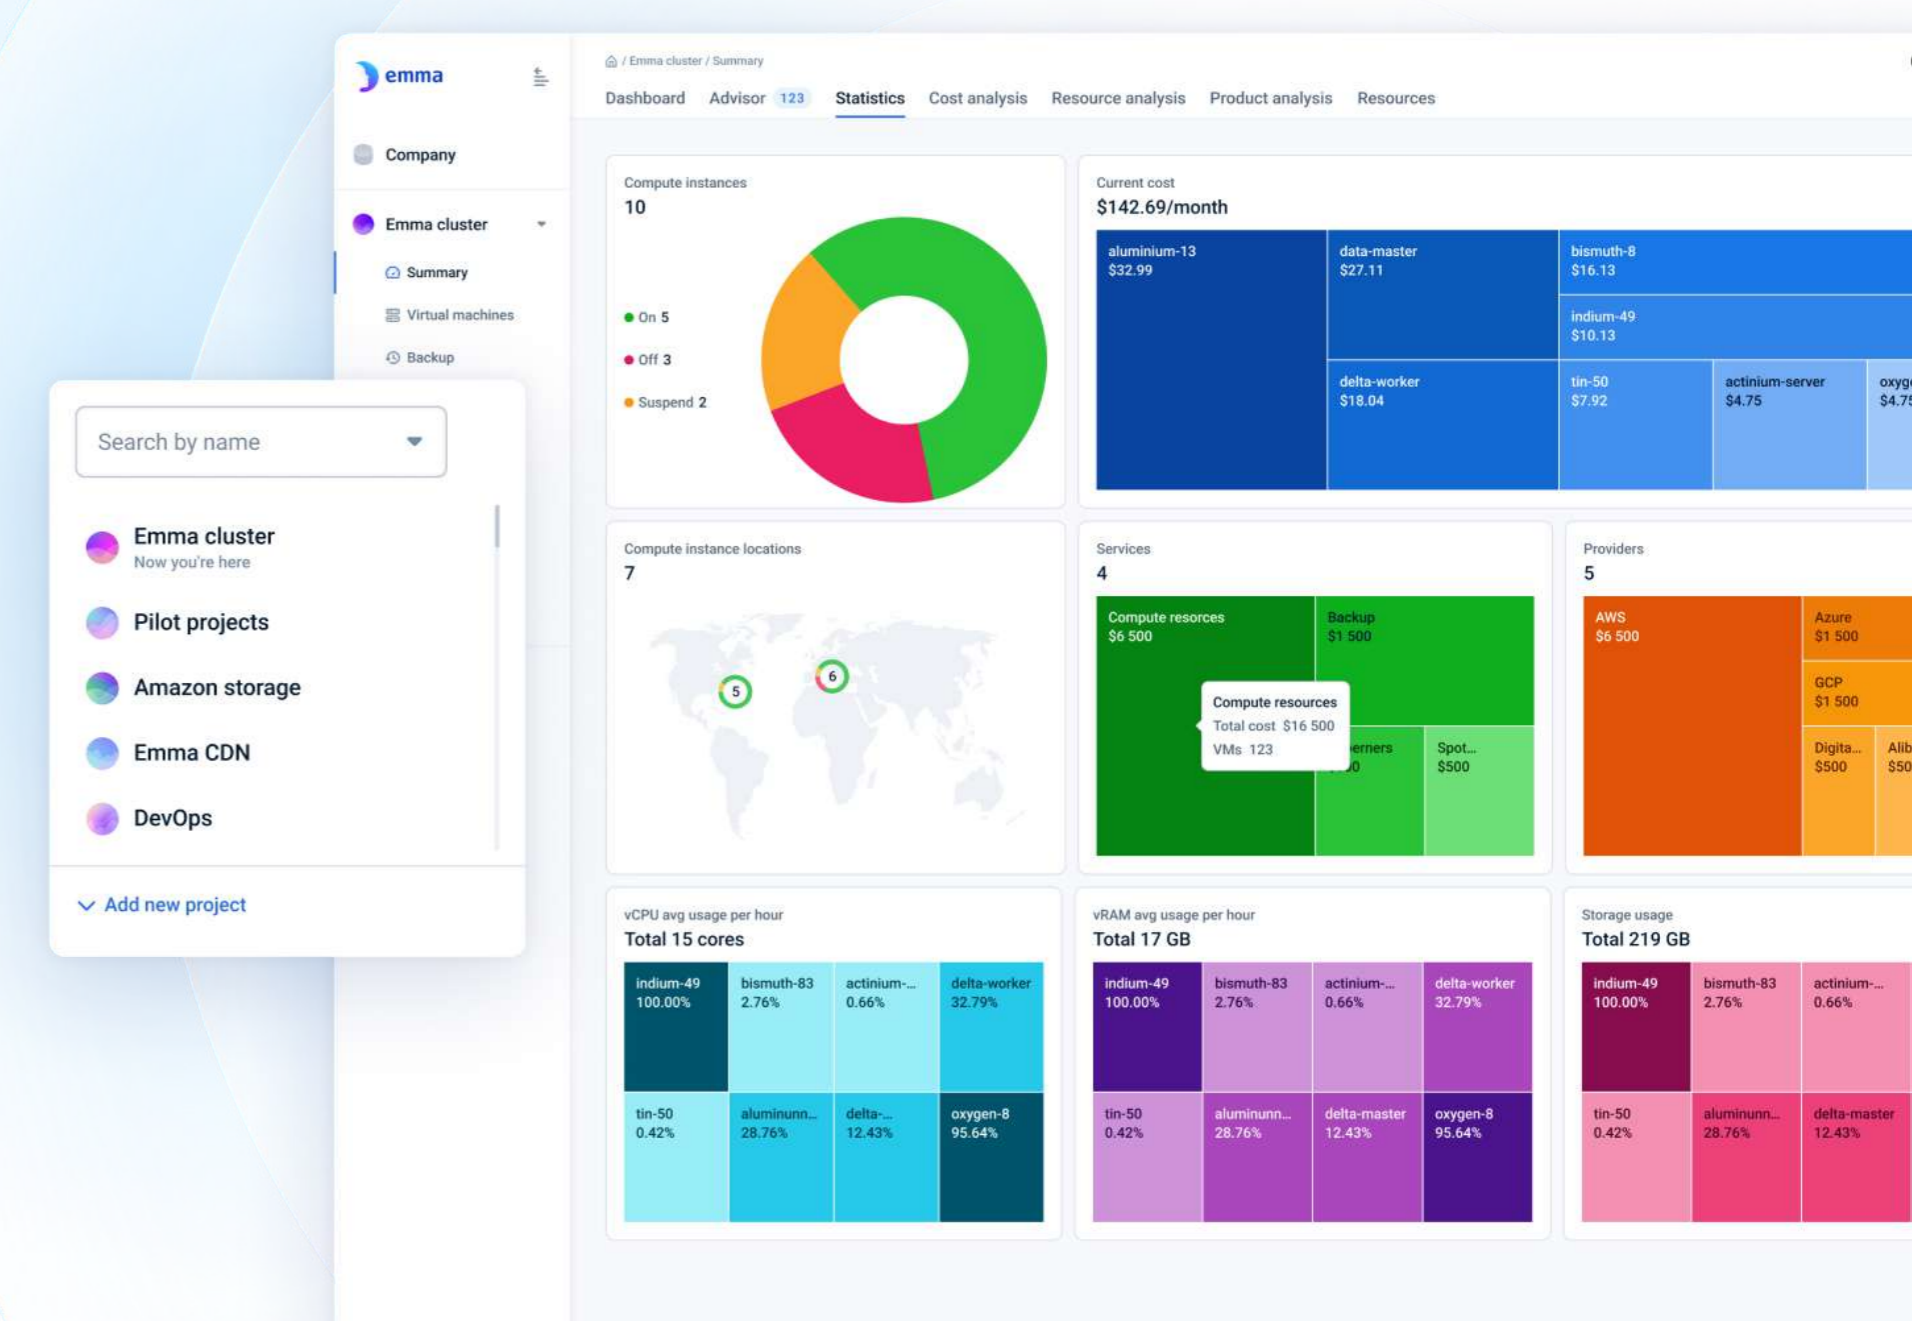 emma
Company
Emma cluster
Summary
Virtual machines
Backup
Search by name
Emma cluster
Now you're here
Pilot projects
Amazon storage
Emma CDN
DevOps
Add new project
/ Emma cluster / Summary
Dashboard Advisor 123 Statistics Cost analysis Resource analysis Product analysis Resources
Compute instances
10
On 5
Off 3
Suspend 2
Current cost
$142.69/month
aluminium-13
$32.99
data-master
$27.11
bismuth-8
$16.13
indium-49
$10.13
delta-worker
$18.04
tin-50
$7.92
actinium-server
$4.75
oxyg
$4.75
Compute instance locations
7
5
6
Services
4
Compute resorces
$6 500
Backup
$1 500
Compute resources
Total cost $16 500
VMs 123
erners
Spot...
$500
Providers
5
AWS
$6 500
Azure
$1 500
GCP
$1 500
Digita...
$500
Alib
$50
vCPU avg usage per hour
Total 15 cores
indium-49
100.00%
bismuth-83
2.76%
actinium-...
0.66%
delta-worker
32.79%
tin-50
0.42%
aluminunn...
28.76%
delta-...
12.43%
oxygen-8
95.64%
vRAM avg usage per hour
Total 17 GB
indium-49
100.00%
bismuth-83
2.76%
actinium-...
0.66%
delta-worker
32.79%
tin-50
0.42%
aluminunn...
28.76%
delta-master
12.43%
oxygen-8
95.64%
Storage usage
Total 219 GB
indium-49
100.00%
bismuth-83
2.76%
actinium-...
0.66%
tin-50
0.42%
aluminunn...
28.76%
delta-master
12.43%